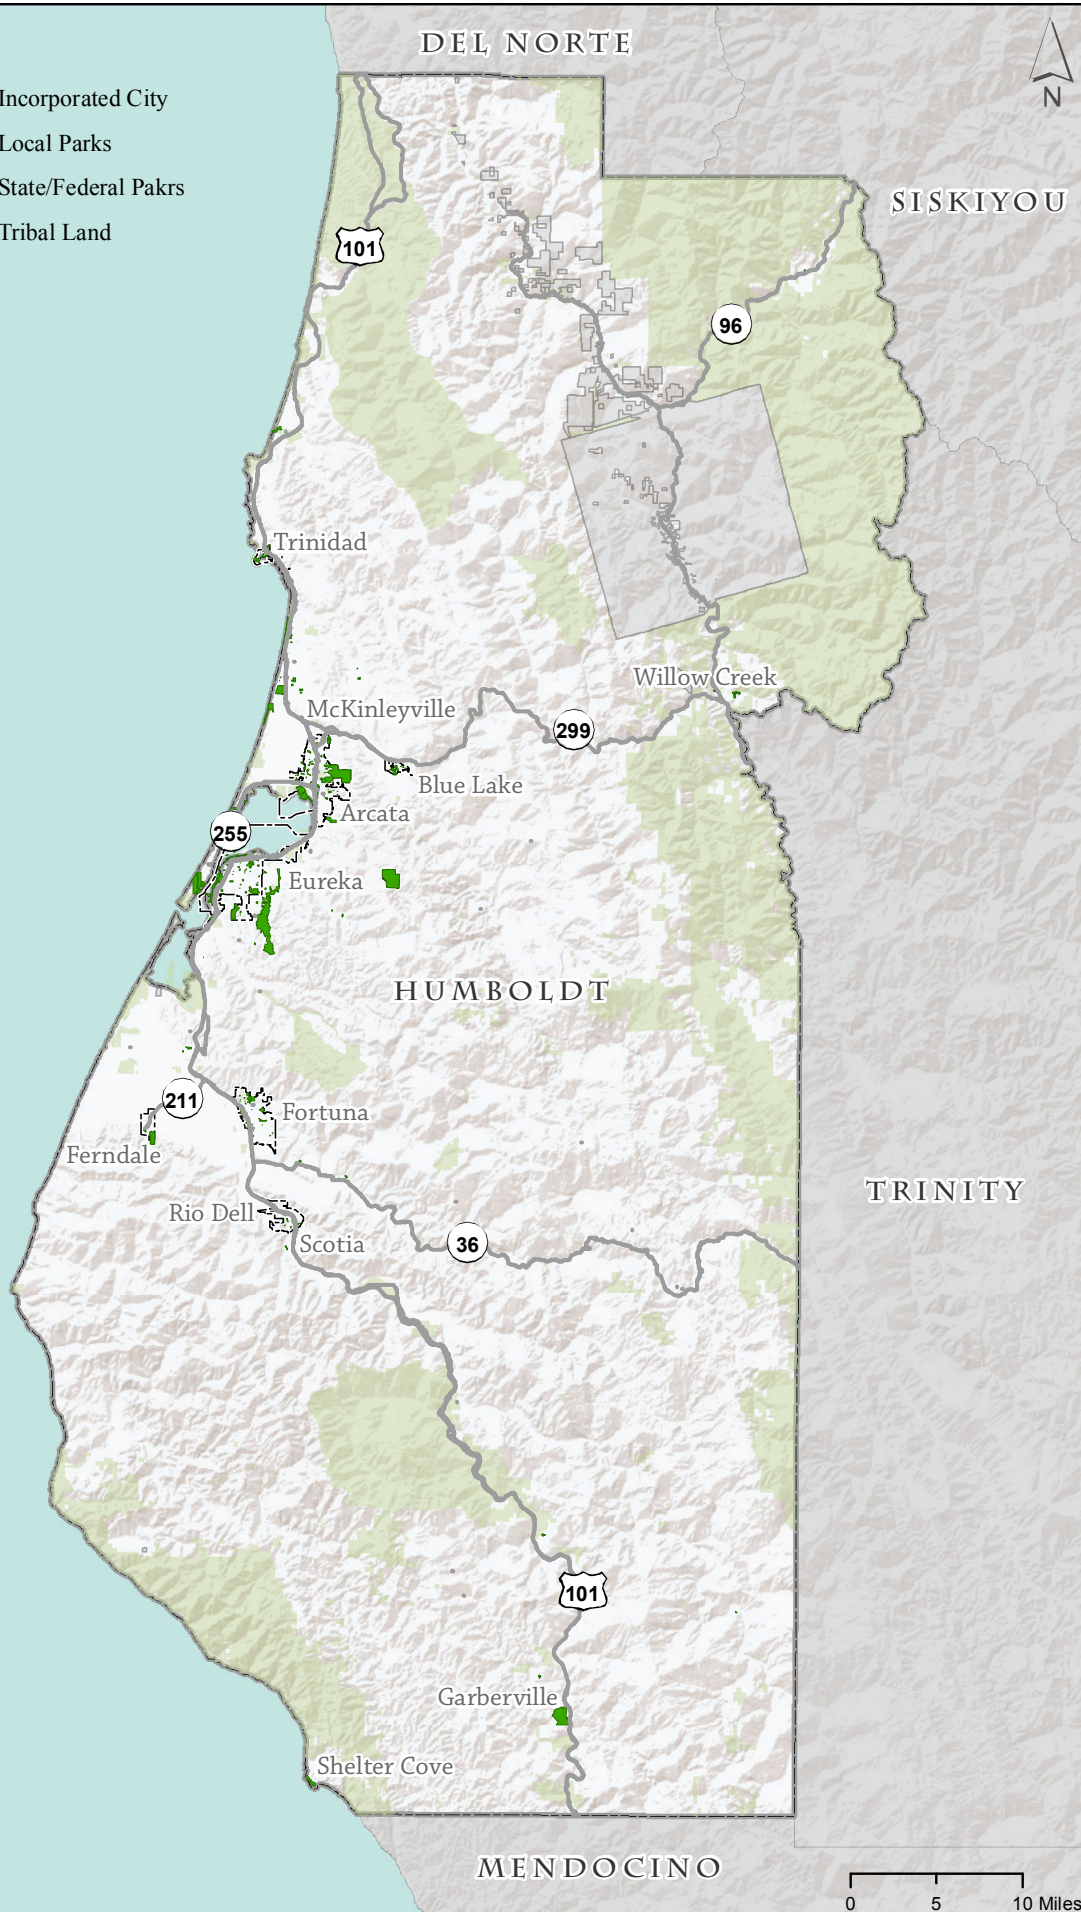 DEL NORTE
N
Incorporated City
Local Parks
State/Federal Pakrs
Tribal Land
SISKIYOU
101
96
Trinidad
Willow Creek
McKinleyville
299
Blue Lake
Arcata
255
Eureka
HUMBOLDT
211
Fortuna
Ferndale
TRINITY
Rio Dell
Scotia
36
101
Garberville
Shelter Cove
MENDOCINO
0 5 10 Miles